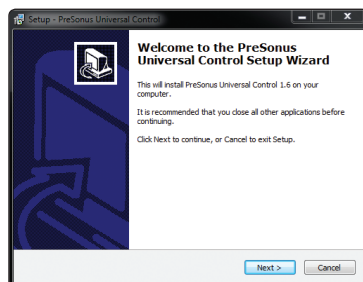 Setup - PreSonus Universal Control
Welcome to the PreSonus
Universal Control Setup Wizard
This will install PreSonus Universal Control 1.6 on your
computer.
It is recommended that you close all other applications before
continuing.
Click Next to continue, or Cancel to exit Setup.
Next >
Cancel